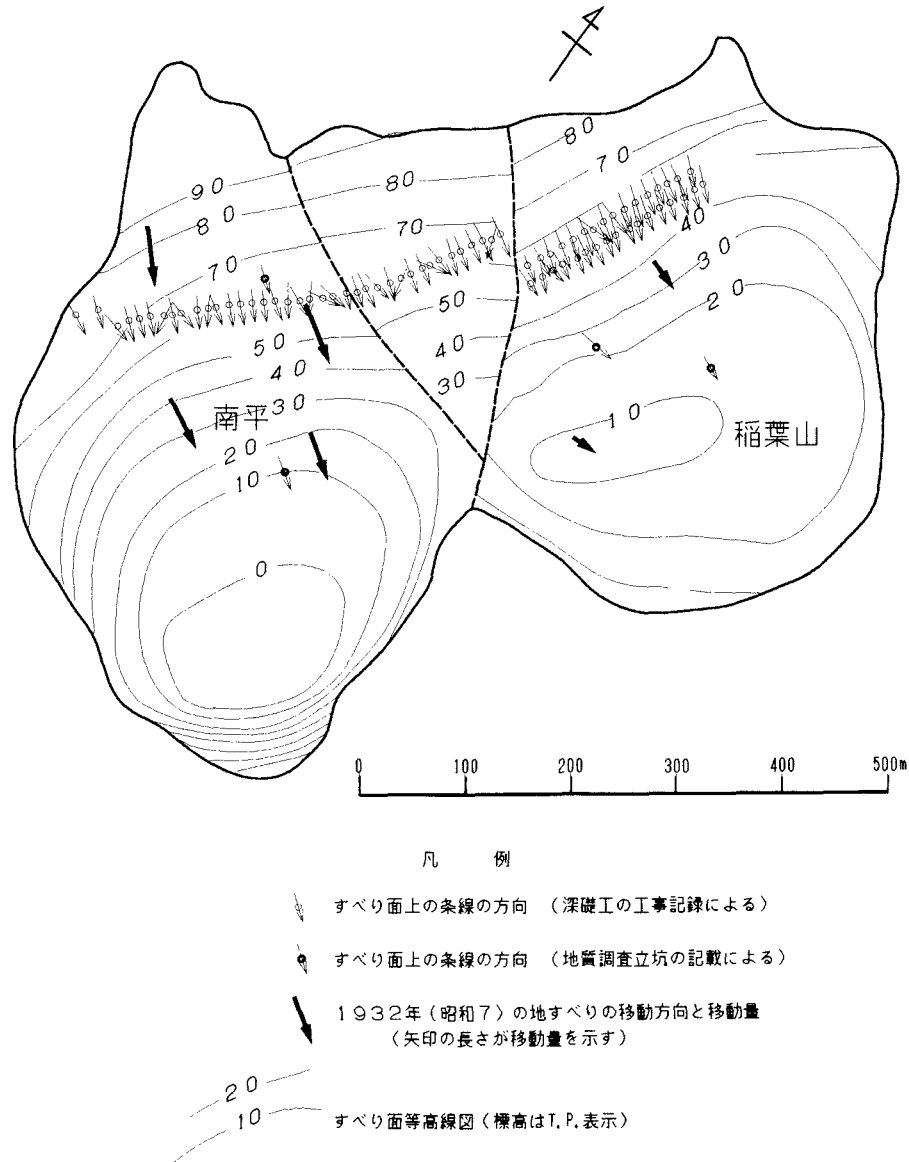 80
70
90
80
80
70
70
40
30
20
50
40
30
50
40
30
20
10
0
10
南平
稲葉山
0 100 200 300 400 500m
凡 例
すべり面上の条線の方向 (深礎工の工事記録による)
すべり面上の条線の方向 (地質調査立坑の記載による)
1932年(昭和7)の地すべりの移動方向と移動量
(矢印の長さが移動量を示す)
20
10
すべり面等高線図(標高はT.P.表示)